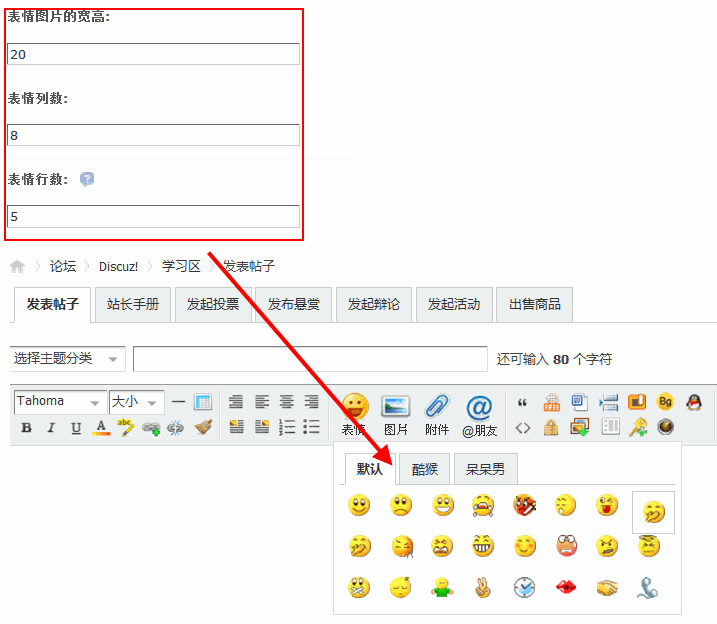 表情图片的宽高:
20
表情列数:
8
表情行数:
5
论坛 Discuz! 学习区 发表帖子
发表帖子 站长手册 发起投票 发布悬赏 发起辩论 发起活动 出售商品
选择主题分类 还可输入 80 个字符
Tahoma 大小
B I U A abc
FREE W Bg
表情 图片 附件 @朋友
默认 酷猴 呆呆男